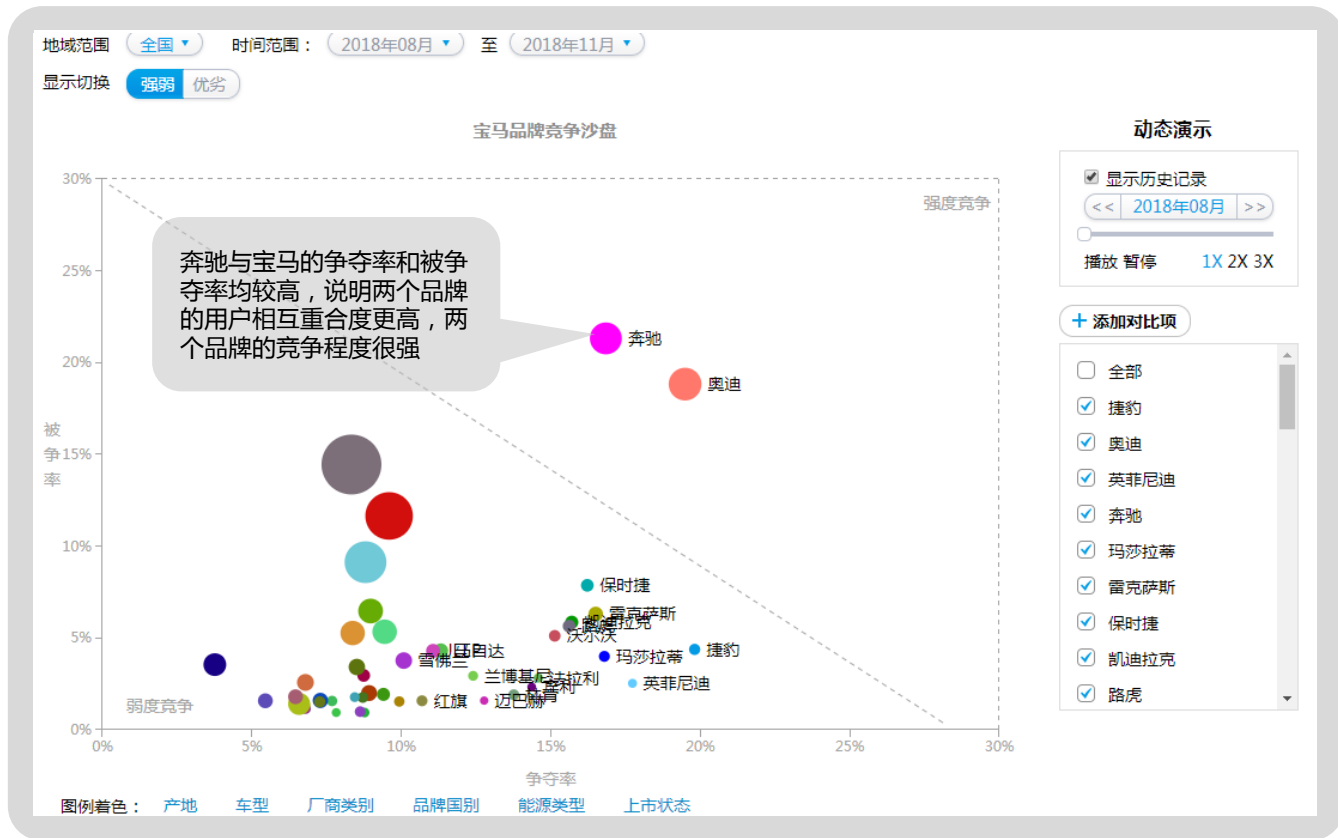 地域范围 全国 时间范围： 2018年08月 至 2018年11月
显示切换 强弱 优劣
宝马品牌竞争沙盘
30%
强度竞争
奔驰与宝马的争夺率和被争
夺率均较高，说明两个品牌
的用户相互重合度更高，两
个品牌的竞争程度很强
25%
奔驰
20%
奥迪
被
争
率
15%
10%
保时捷
雷克萨斯
凯迪拉克
路虎
沃尔沃
5%
捷豹
玛莎拉蒂
雪佛兰
兰博基尼
法拉利
英菲尼迪
红旗
迈巴赫
弱度竞争
0%
0%
5%
10%
15%
20%
25%
30%
争夺率
图例着色： 产地 车型 厂商类别 品牌国别 能源类型 上市状态
动态演示
显示历史记录
<< 2018年08月 >>
播放 暂停 1X 2X 3X
+ 添加对比项
全部
捷豹
奥迪
英菲尼迪
奔驰
玛莎拉蒂
雷克萨斯
保时捷
凯迪拉克
路虎